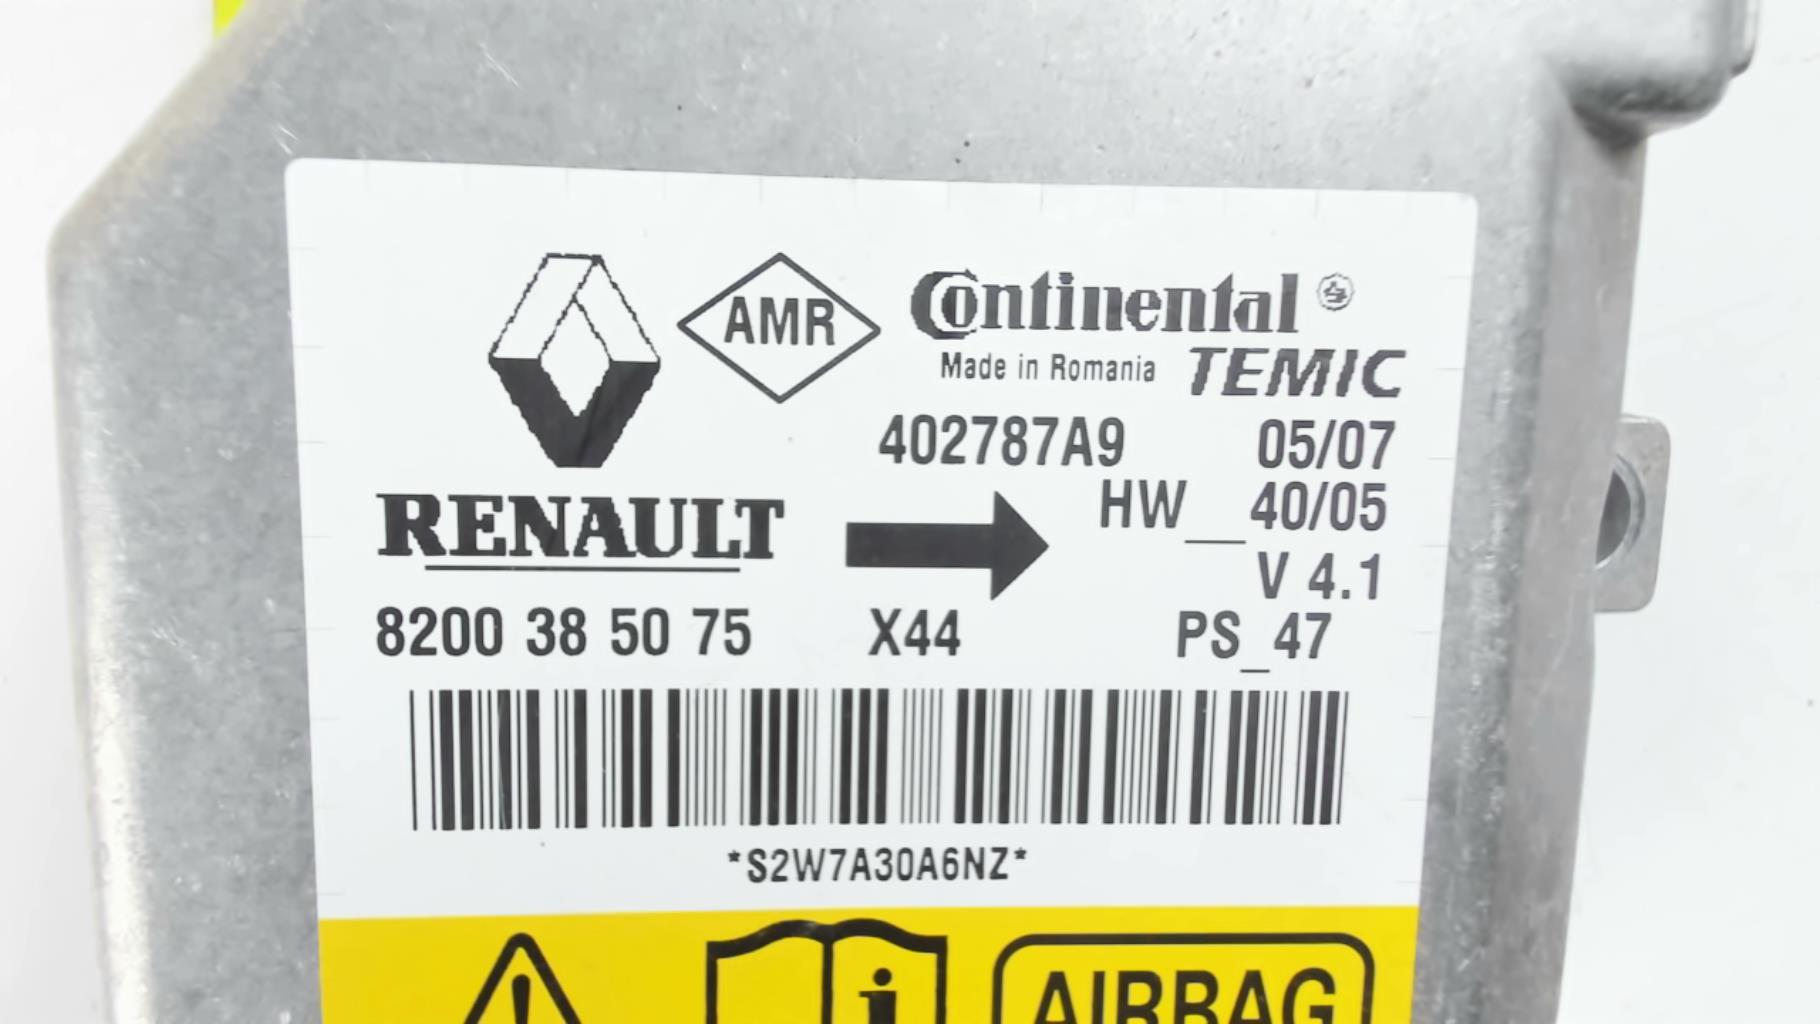 AMR
Continental
Made in Romania TEMIC
402787A9 05/07
RENAULT
HW__40/05
V 4.1
8200 38 50 75 X44 PS_47
*S2W7A30A6NZ*
AIRBAG